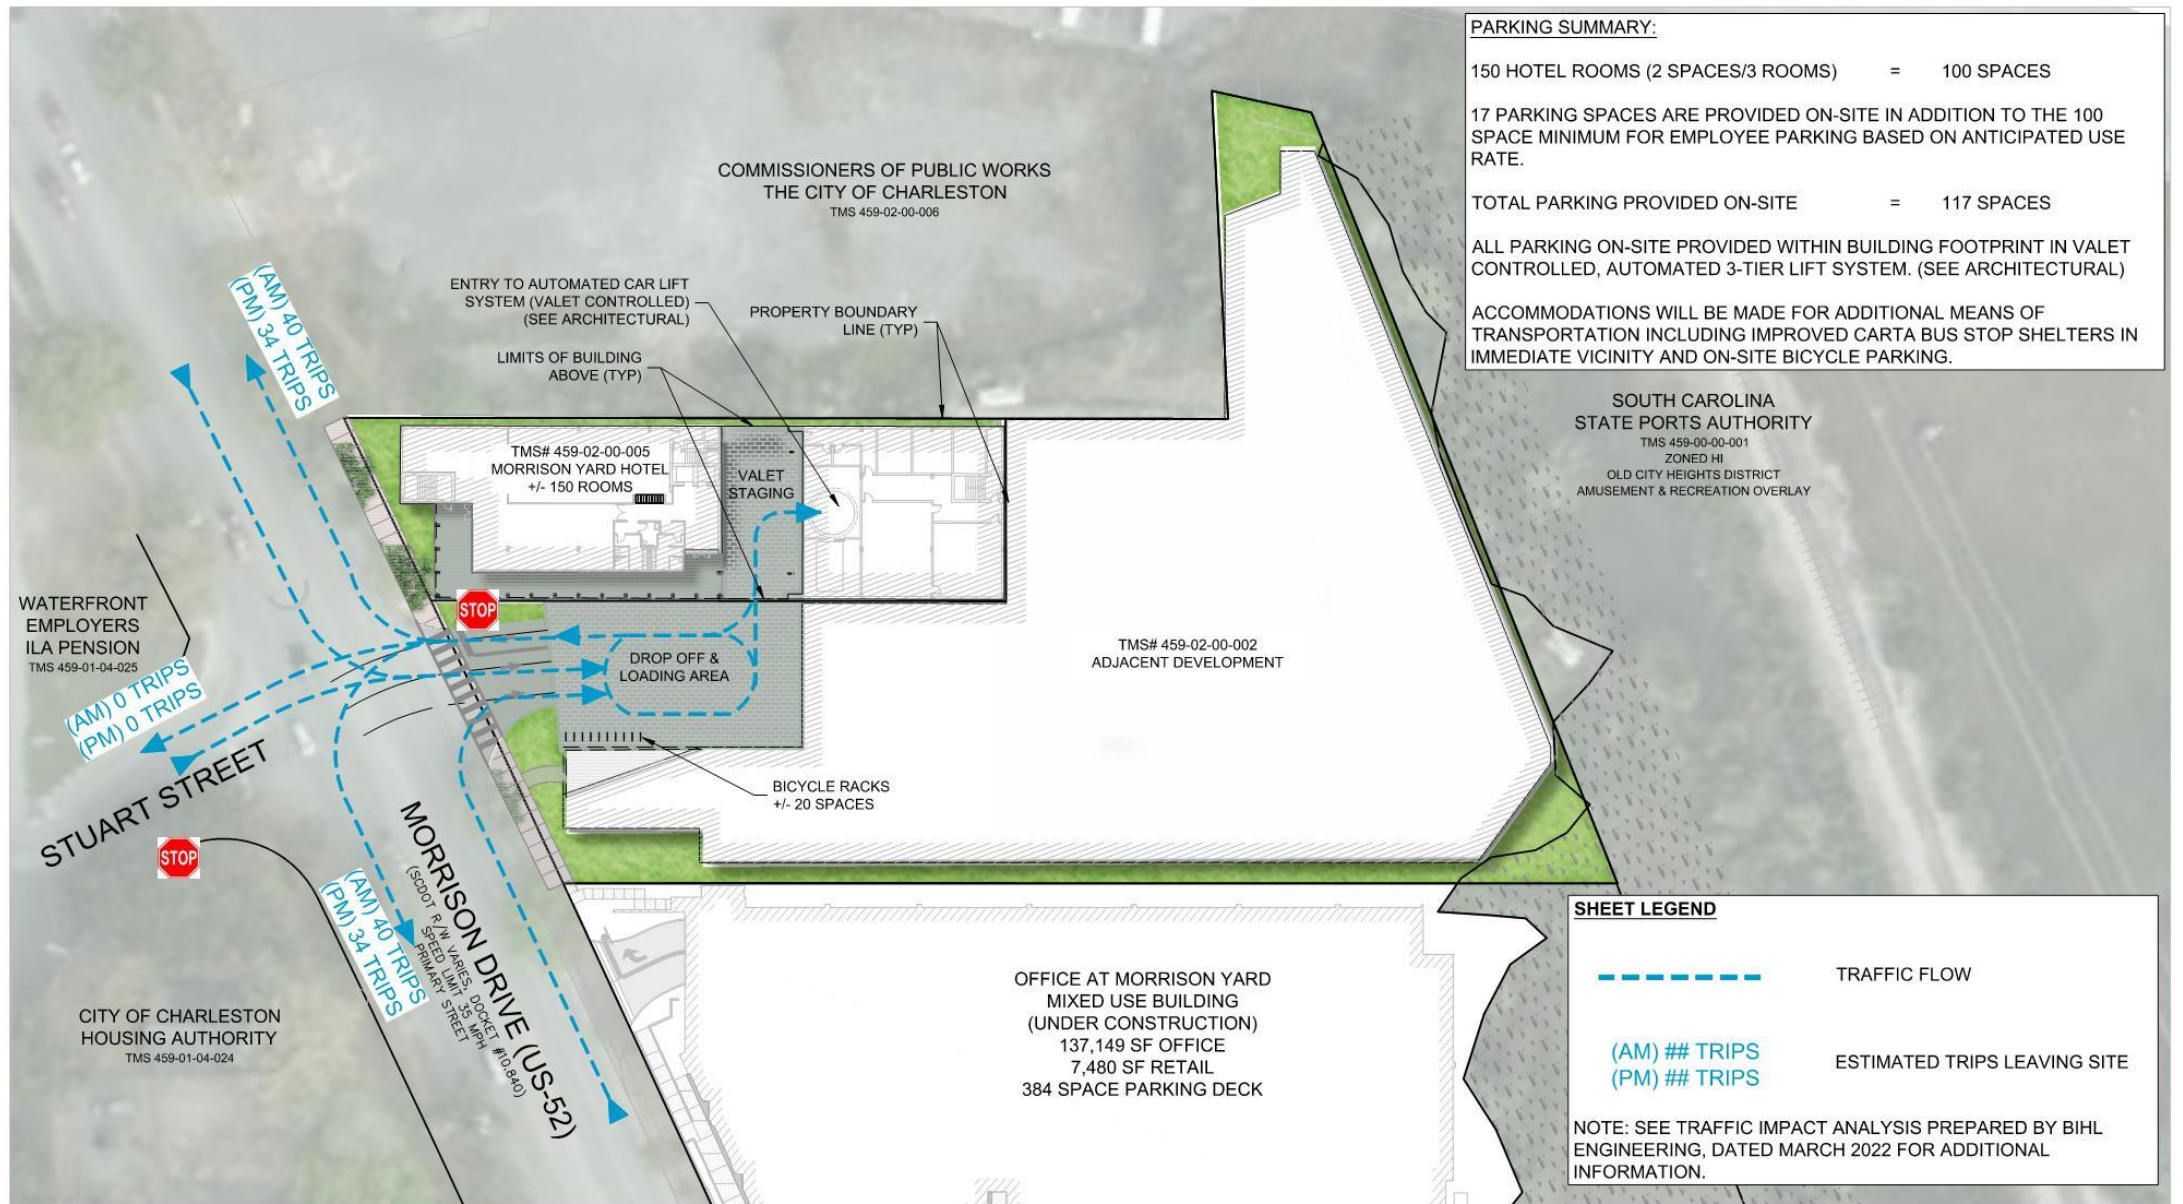 PARKING SUMMARY:
150 HOTEL ROOMS (2 SPACES/3 ROOMS) = 100 SPACES
17 PARKING SPACES ARE PROVIDED ON-SITE IN ADDITION TO THE 100
SPACE MINIMUM FOR EMPLOYEE PARKING BASED ON ANTICIPATED USE
RATE.
TOTAL PARKING PROVIDED ON-SITE = 117 SPACES
ALL PARKING ON-SITE PROVIDED WITHIN BUILDING FOOTPRINT IN VALET
CONTROLLED, AUTOMATED 3-TIER LIFT SYSTEM. (SEE ARCHITECTURAL)
ACCOMMODATIONS WILL BE MADE FOR ADDITIONAL MEANS OF
TRANSPORTATION INCLUDING IMPROVED CARTA BUS STOP SHELTERS IN
IMMEDIATE VICINITY AND ON-SITE BICYCLE PARKING.
COMMISSIONERS OF PUBLIC WORKS
THE CITY OF CHARLESTON
TMS 459-02-00-006
ENTRY TO AUTOMATED CAR LIFT
SYSTEM (VALET CONTROLLED)
(SEE ARCHITECTURAL)
PROPERTY BOUNDARY
LINE (TYP)
LIMITS OF BUILDING
ABOVE (TYP)
(AM) 40 TRIPS
(PM) 34 TRIPS
SOUTH CAROLINA
STATE PORTS AUTHORITY
TMS 459-00-00-001
ZONED HI
OLD CITY HEIGHTS DISTRICT
AMUSEMENT & RECREATION OVERLAY
TMS# 459-02-00-005
MORRISON YARD HOTEL
+/- 150 ROOMS
VALET
STAGING
WATERFRONT
EMPLOYERS
ILA PENSION
TMS 459-01-04-025
STOP
DROP OFF &
LOADING AREA
TMS# 459-02-00-002
ADJACENT DEVELOPMENT
(AM) 0 TRIPS
(PM) 0 TRIPS
STUART STREET
STOP
BICYCLE RACKS
+/- 20 SPACES
MORRISON DRIVE (US-52)
(SCDOT R/W VARIES, DOCKET #10.840)
SPEED LIMIT 35 MPH
PRIMARY STREET
(AM) 40 TRIPS
(PM) 34 TRIPS
CITY OF CHARLESTON
HOUSING AUTHORITY
TMS 459-01-04-024
OFFICE AT MORRISON YARD
MIXED USE BUILDING
(UNDER CONSTRUCTION)
137,149 SF OFFICE
7,480 SF RETAIL
384 SPACE PARKING DECK
SHEET LEGEND
TRAFFIC FLOW
(AM) ## TRIPS
(PM) ## TRIPS
ESTIMATED TRIPS LEAVING SITE
NOTE: SEE TRAFFIC IMPACT ANALYSIS PREPARED BY BIHL
ENGINEERING, DATED MARCH 2022 FOR ADDITIONAL
INFORMATION.